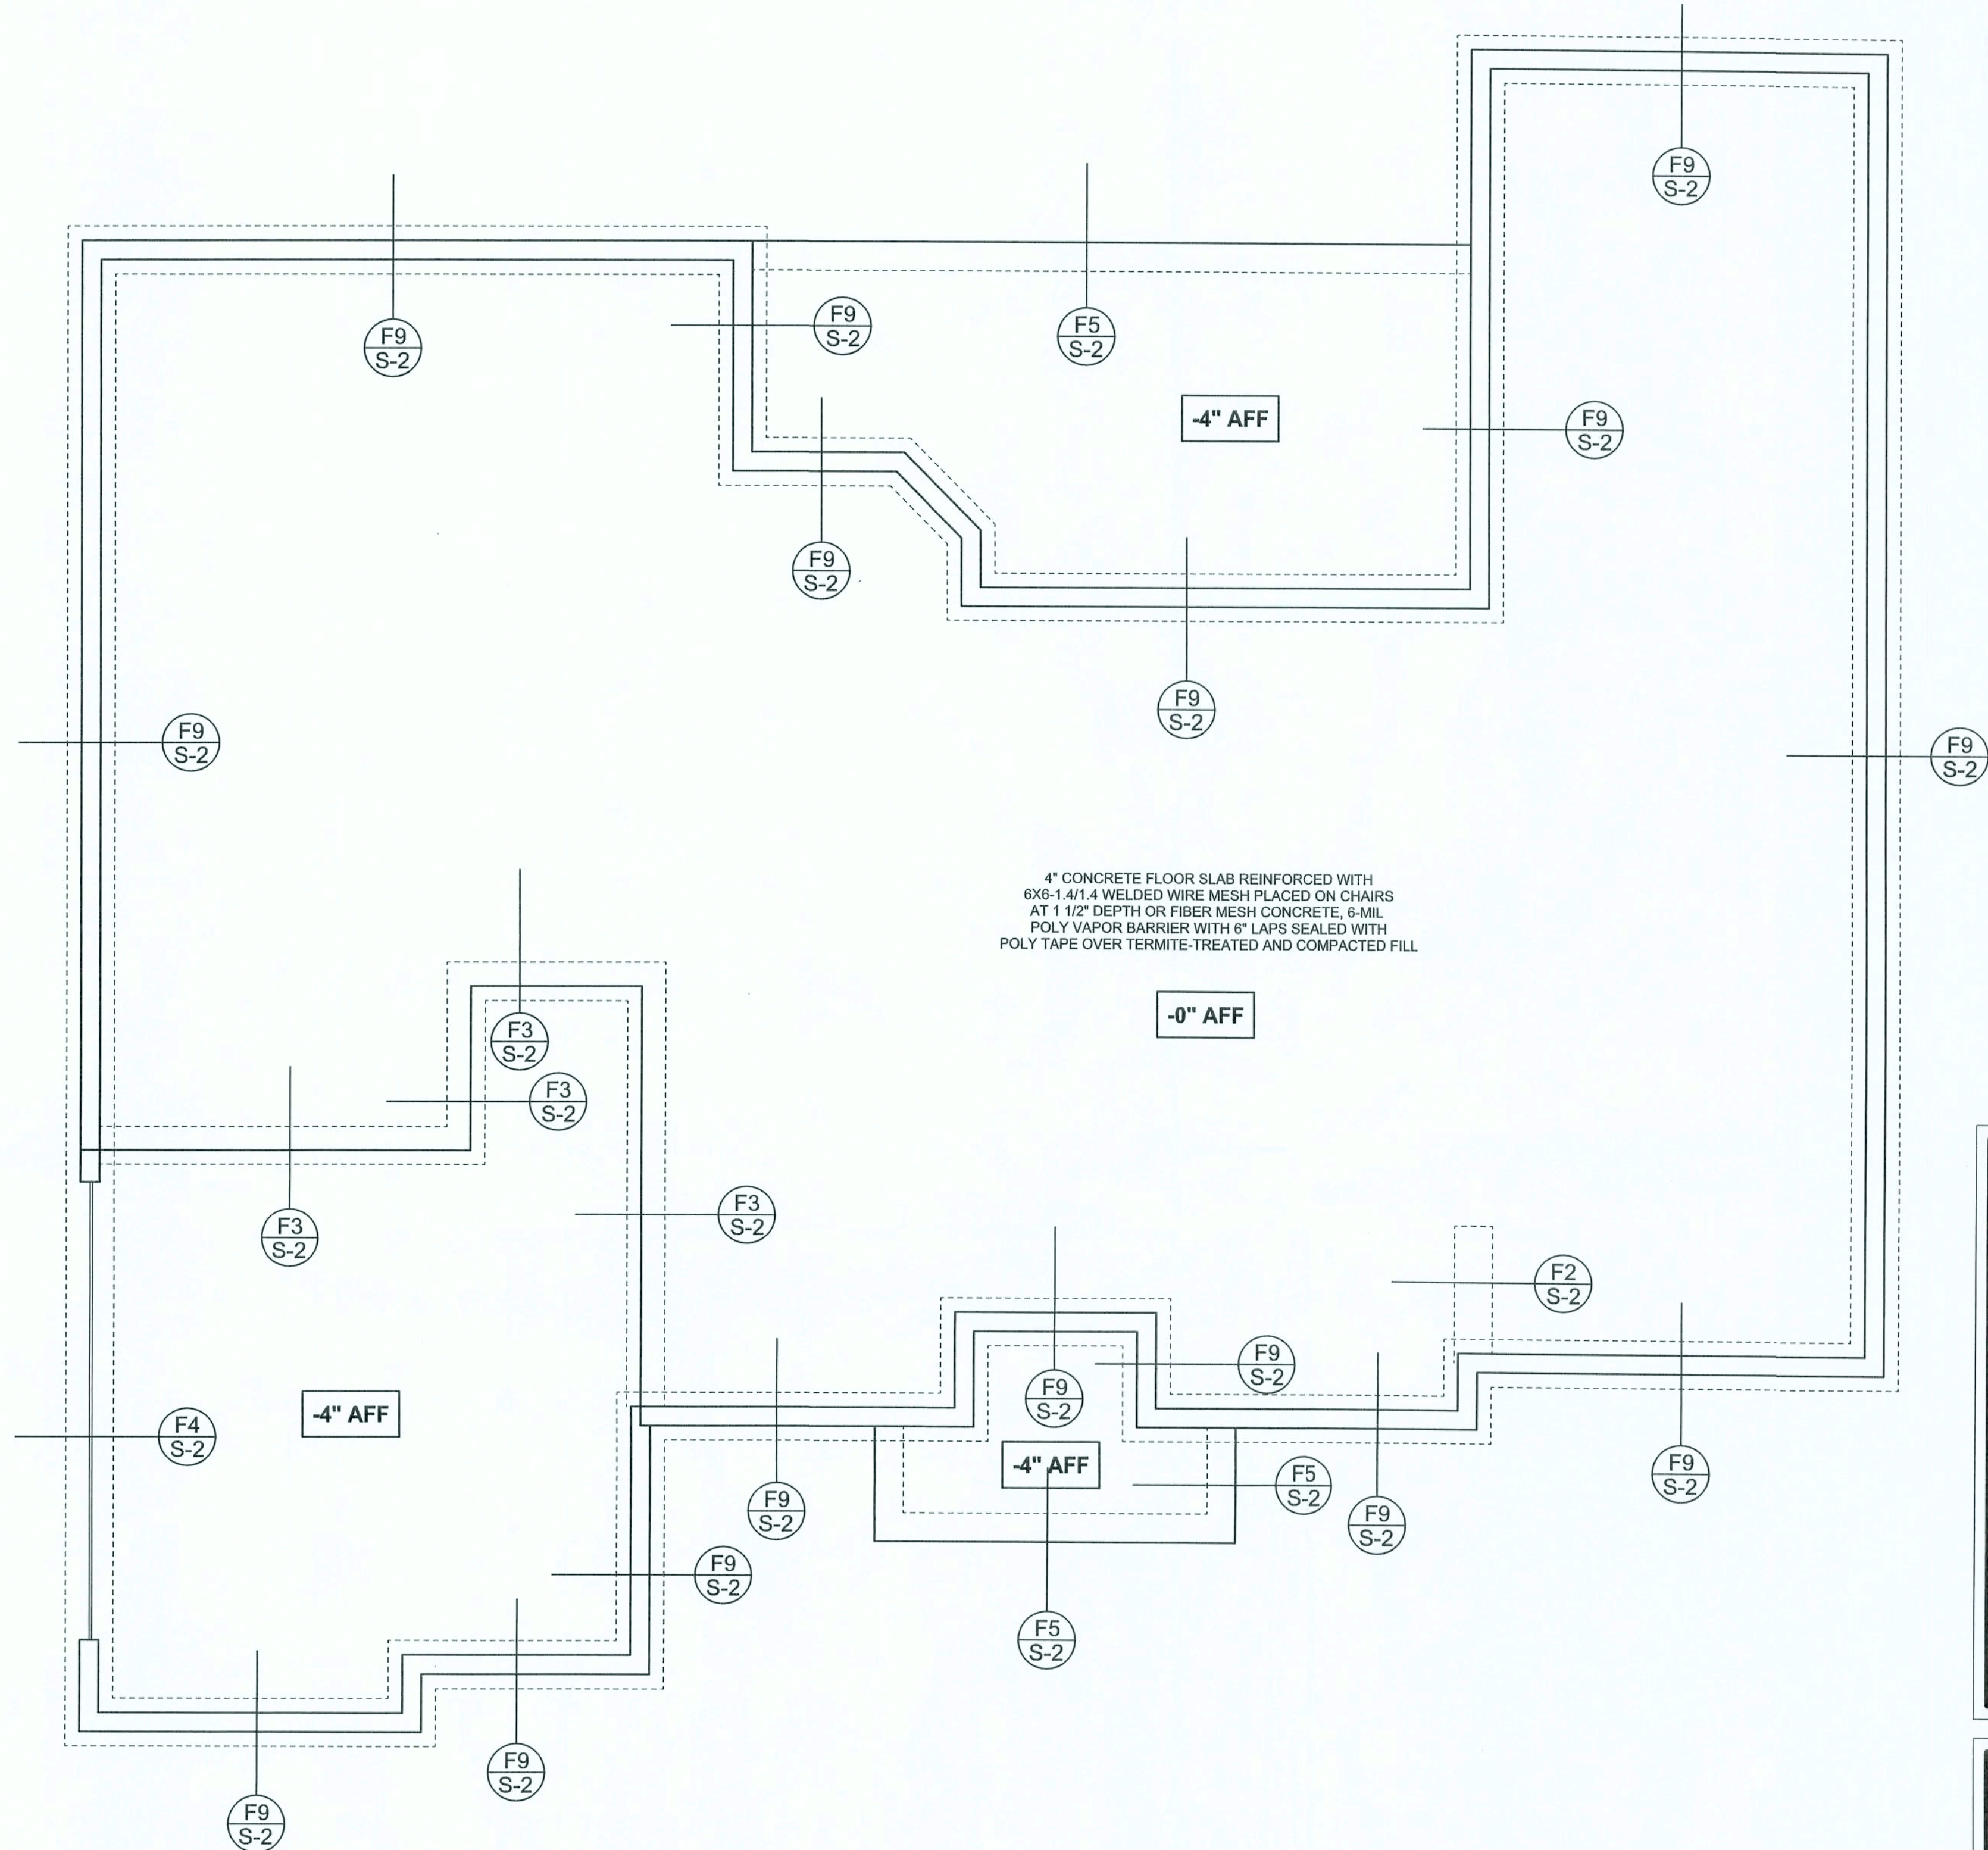 F9
S-2
F9
S-2
F5
S-2
F9
S-2
-4" AFF
F9
S-2
F9
S-2
F9
S-2
F9
S-2
F9
S-2
4" CONCRETE FLOOR SLAB REINFORCED WITH
6X6-1.4/1.4 WELDED WIRE MESH PLACED ON CHAIRS
AT 1 1/2" DEPTH OR FIBER MESH CONCRETE, 6-MIL
POLY VAPOR BARRIER WITH 6" LAPS SEALED WITH
POLY TAPE OVER TERMITE-TREATED AND COMPACTED FILL
-0" AFF
F3
S-2
F3
S-2
F3
S-2
F3
S-2
F2
S-2
F9
S-2
F9
S-2
-4" AFF
F4
S-2
-4" AFF
F9
S-2
F5
S-2
F9
S-2
F9
S-2
F9
S-2
F5
S-2
F9
S-2
F9
S-2